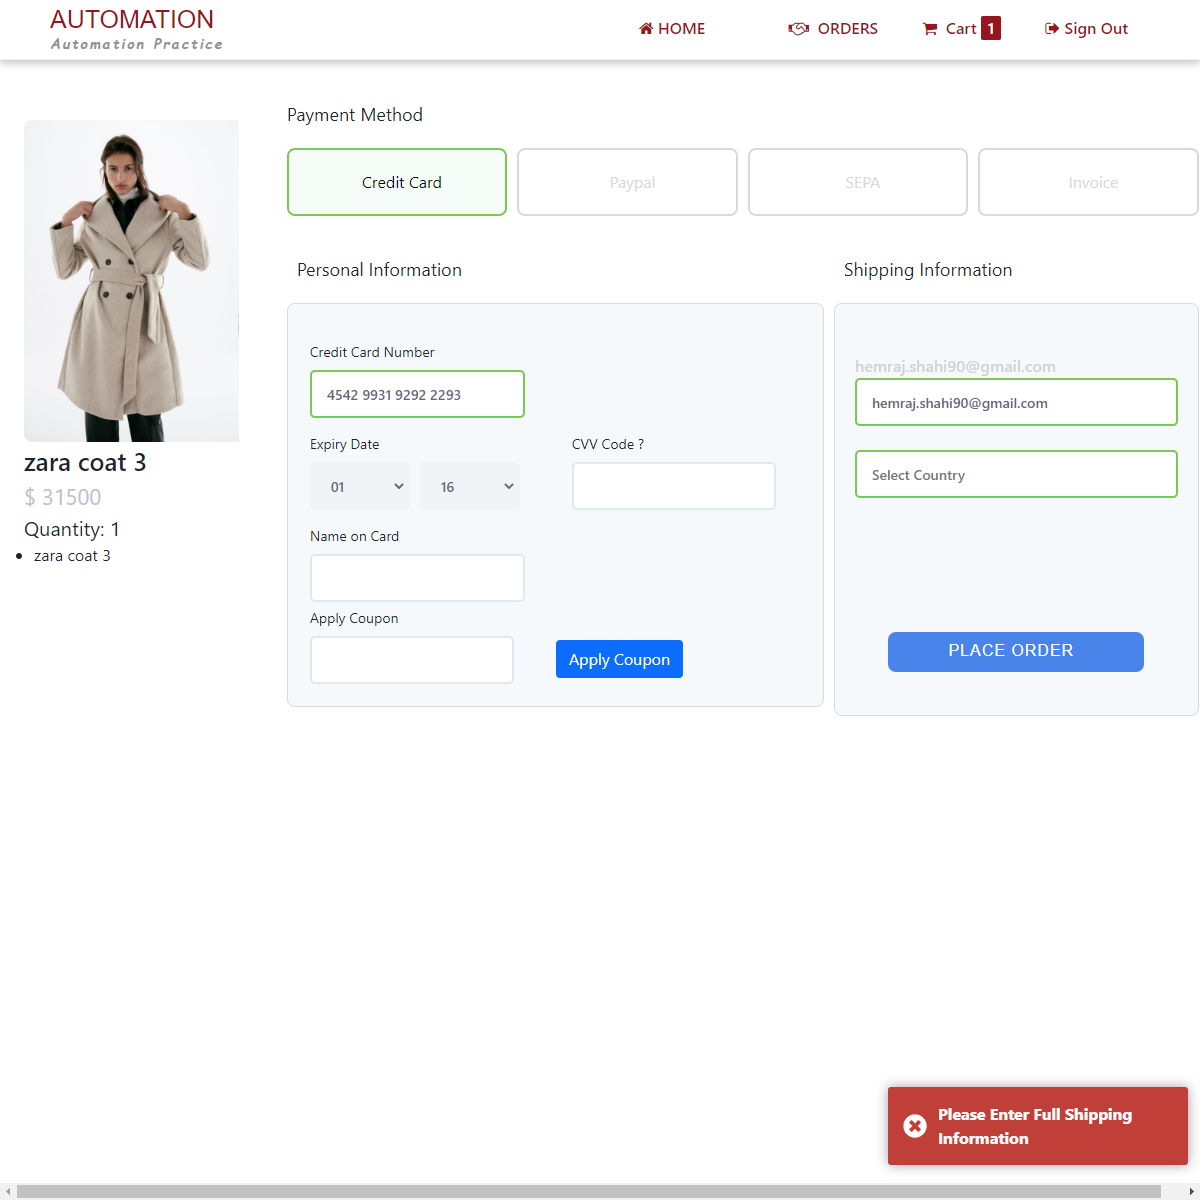 AUTOMATION
Automation Practice
HOME
ORDERS
Cart 1
Sign Out
zara coat 3
$ 31500
Quantity: 1
zara coat 3
Payment Method
Credit Card
Paypal
SEPA
Invoice
Personal Information
Credit Card Number
4542 9931 9292 2293
Expiry Date
01
16
CVV Code ?
Name on Card
Apply Coupon
Apply Coupon
Shipping Information
hemraj.shahi90@gmail.com
hemraj.shahi90@gmail.com
Select Country
PLACE ORDER
Please Enter Full Shipping
Information